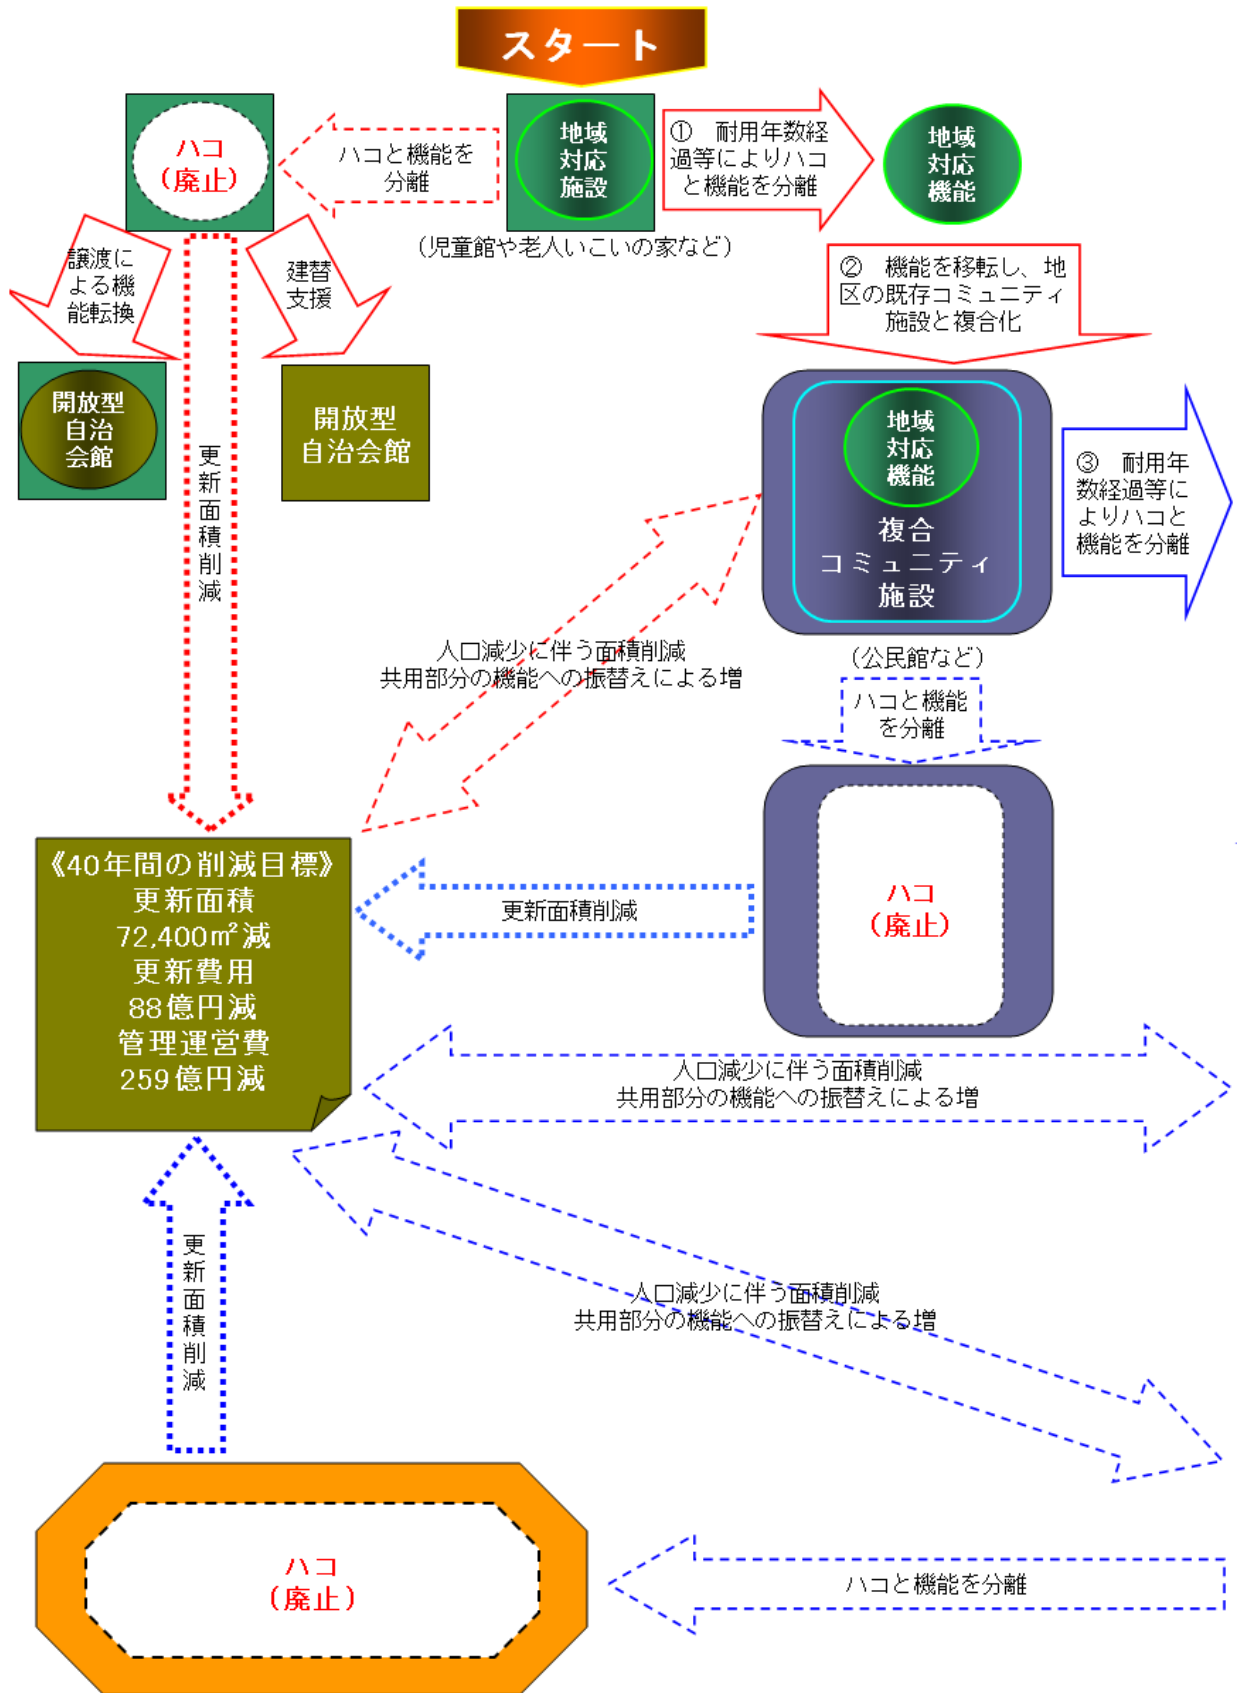 スタート
ハコ
(廃止)
ハコと機能を
分離
地域
対応
施設
① 耐用年数経
過等によりハコ
と機能を分離
地域
対応
機能
(児童館や老人いこいの家など)
譲渡に
よる機
能転換
建替
支援
② 機能を移転し、地
区の既存コミュニティ
施設と複合化
開放型
自治
会館
開放型
自治会館
更新面積削減
地域
対応
機能
複合
コミュニティ
施設
③ 耐用年
数経過等に
よりハコと
機能を分離
(公民館など)
人口減少に伴う面積削減
共用部分の機能への振替えによる増
ハコと機能
を分離
《40年間の削減目標》
更新面積
72,400㎡減
更新費用
88億円減
管理運営費
259億円減
更新面積削減
ハコ
(廃止)
人口減少に伴う面積削減
共用部分の機能への振替えによる増
更新面積削減
人口減少に伴う面積削減
共用部分の機能への振替えによる増
ハコ
(廃止)
ハコと機能を分離